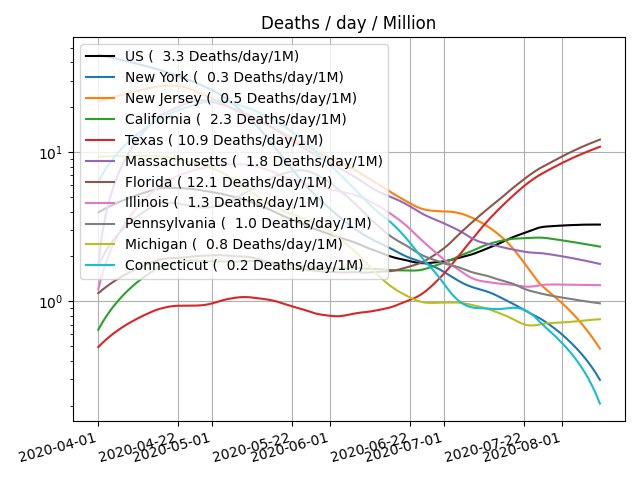 Deaths / day / Million
US (  3.3 Deaths/day/1M)
New York (  0.3 Deaths/day/1M)
New Jersey (  0.5 Deaths/day/1M)
California (  2.3 Deaths/day/1M)
Texas ( 10.9 Deaths/day/1M)
Massachusetts (  1.8 Deaths/day/1M)
Florida ( 12.1 Deaths/day/1M)
Illinois (  1.3 Deaths/day/1M)
Pennsylvania (  1.0 Deaths/day/1M)
Michigan (  0.8 Deaths/day/1M)
Connecticut (  0.2 Deaths/day/1M)
10¹
10⁰
2020-04-01
2020-04-22
2020-05-01
2020-05-22
2020-06-01
2020-06-22
2020-07-01
2020-07-22
2020-08-01